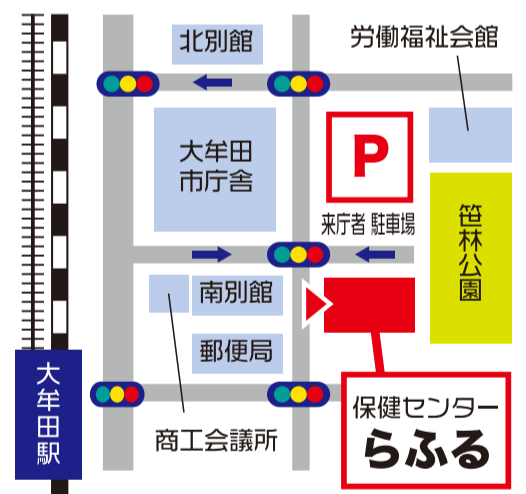 北別館
労働福祉会館
大牟田
市庁舎
P
来庁者 駐車場
笹林公園
南別館
郵便局
大牟田駅
商工会議所
保健センター
らふる